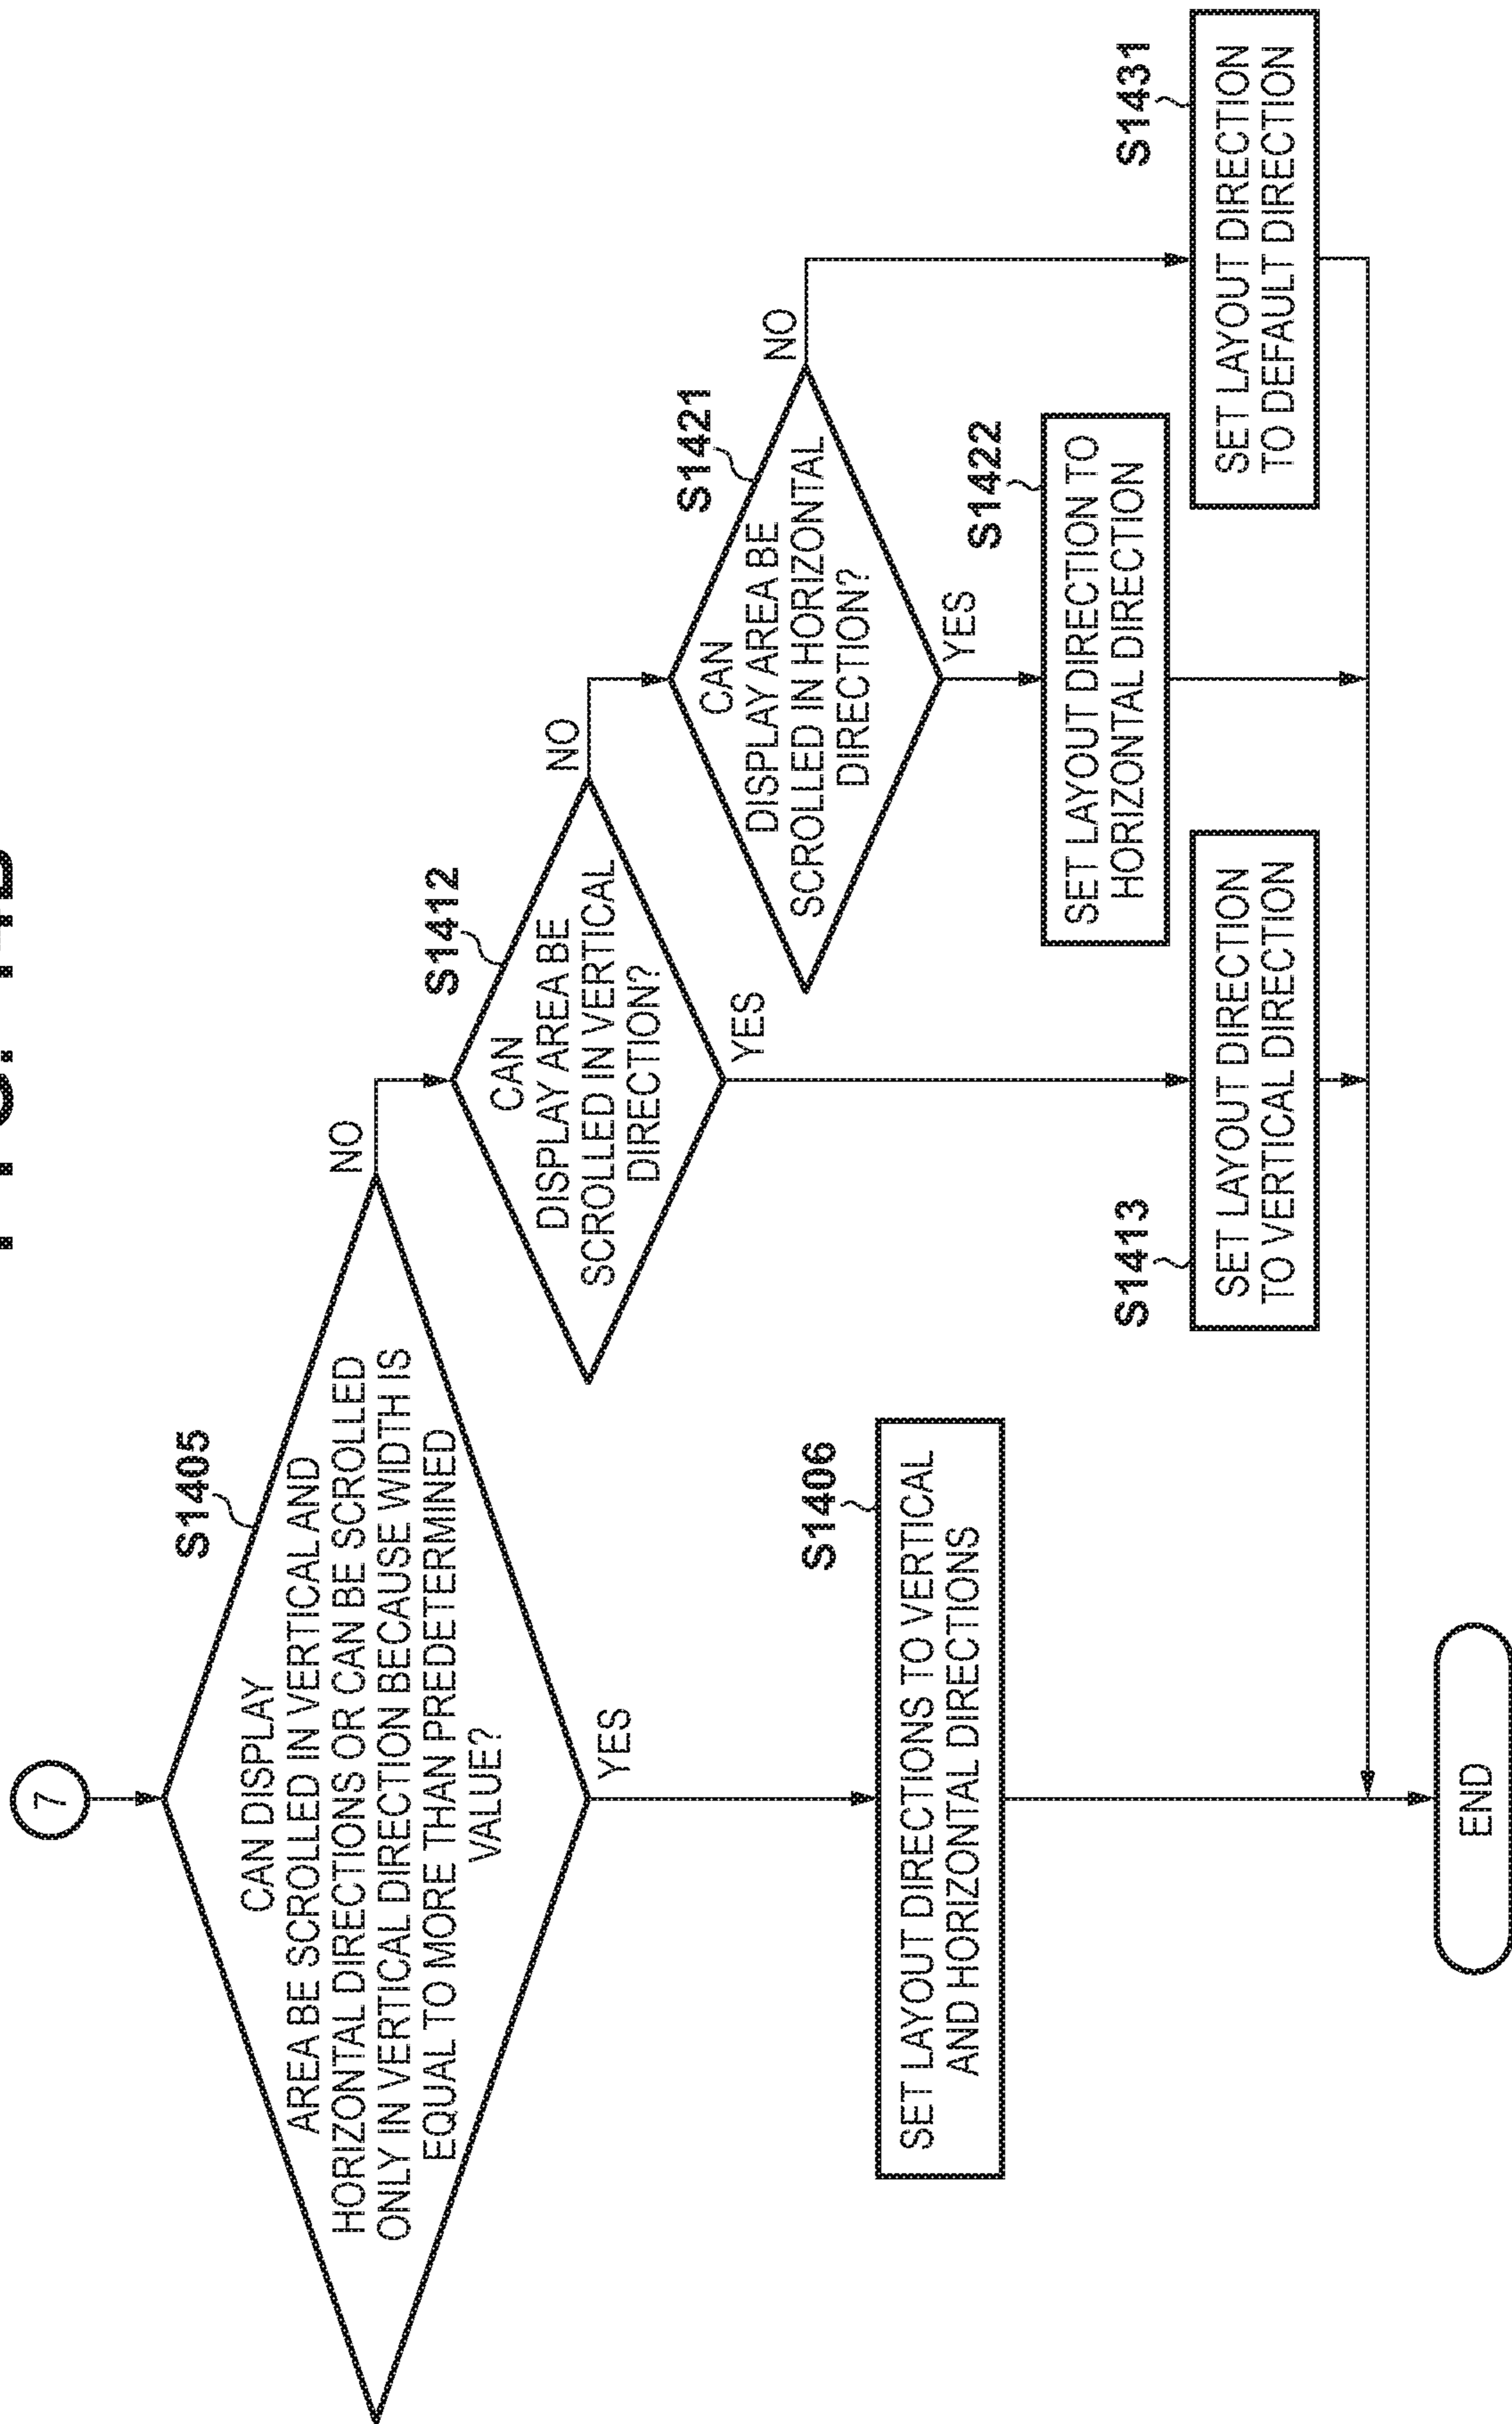 7
S1405
CAN DISPLAY
AREA BE SCROLLED IN VERTICAL AND
HORIZONTAL DIRECTIONS OR CAN BE SCROLLED
ONLY IN VERTICAL DIRECTION BECAUSE WIDTH IS
EQUAL TO MORE THAN PREDETERMINED
VALUE?
NO
YES
S1412
CAN
DISPLAY AREA BE
SCROLLED IN VERTICAL
DIRECTION?
NO
YES
S1421
CAN
DISPLAY AREA BE
SCROLLED IN HORIZONTAL
DIRECTION?
NO
YES
S1406
SET LAYOUT DIRECTIONS TO VERTICAL
AND HORIZONTAL DIRECTIONS
S1422
SET LAYOUT DIRECTION TO
HORIZONTAL DIRECTION
S1413
SET LAYOUT DIRECTION
TO VERTICAL DIRECTION
S1431
SET LAYOUT DIRECTION
TO DEFAULT DIRECTION
END